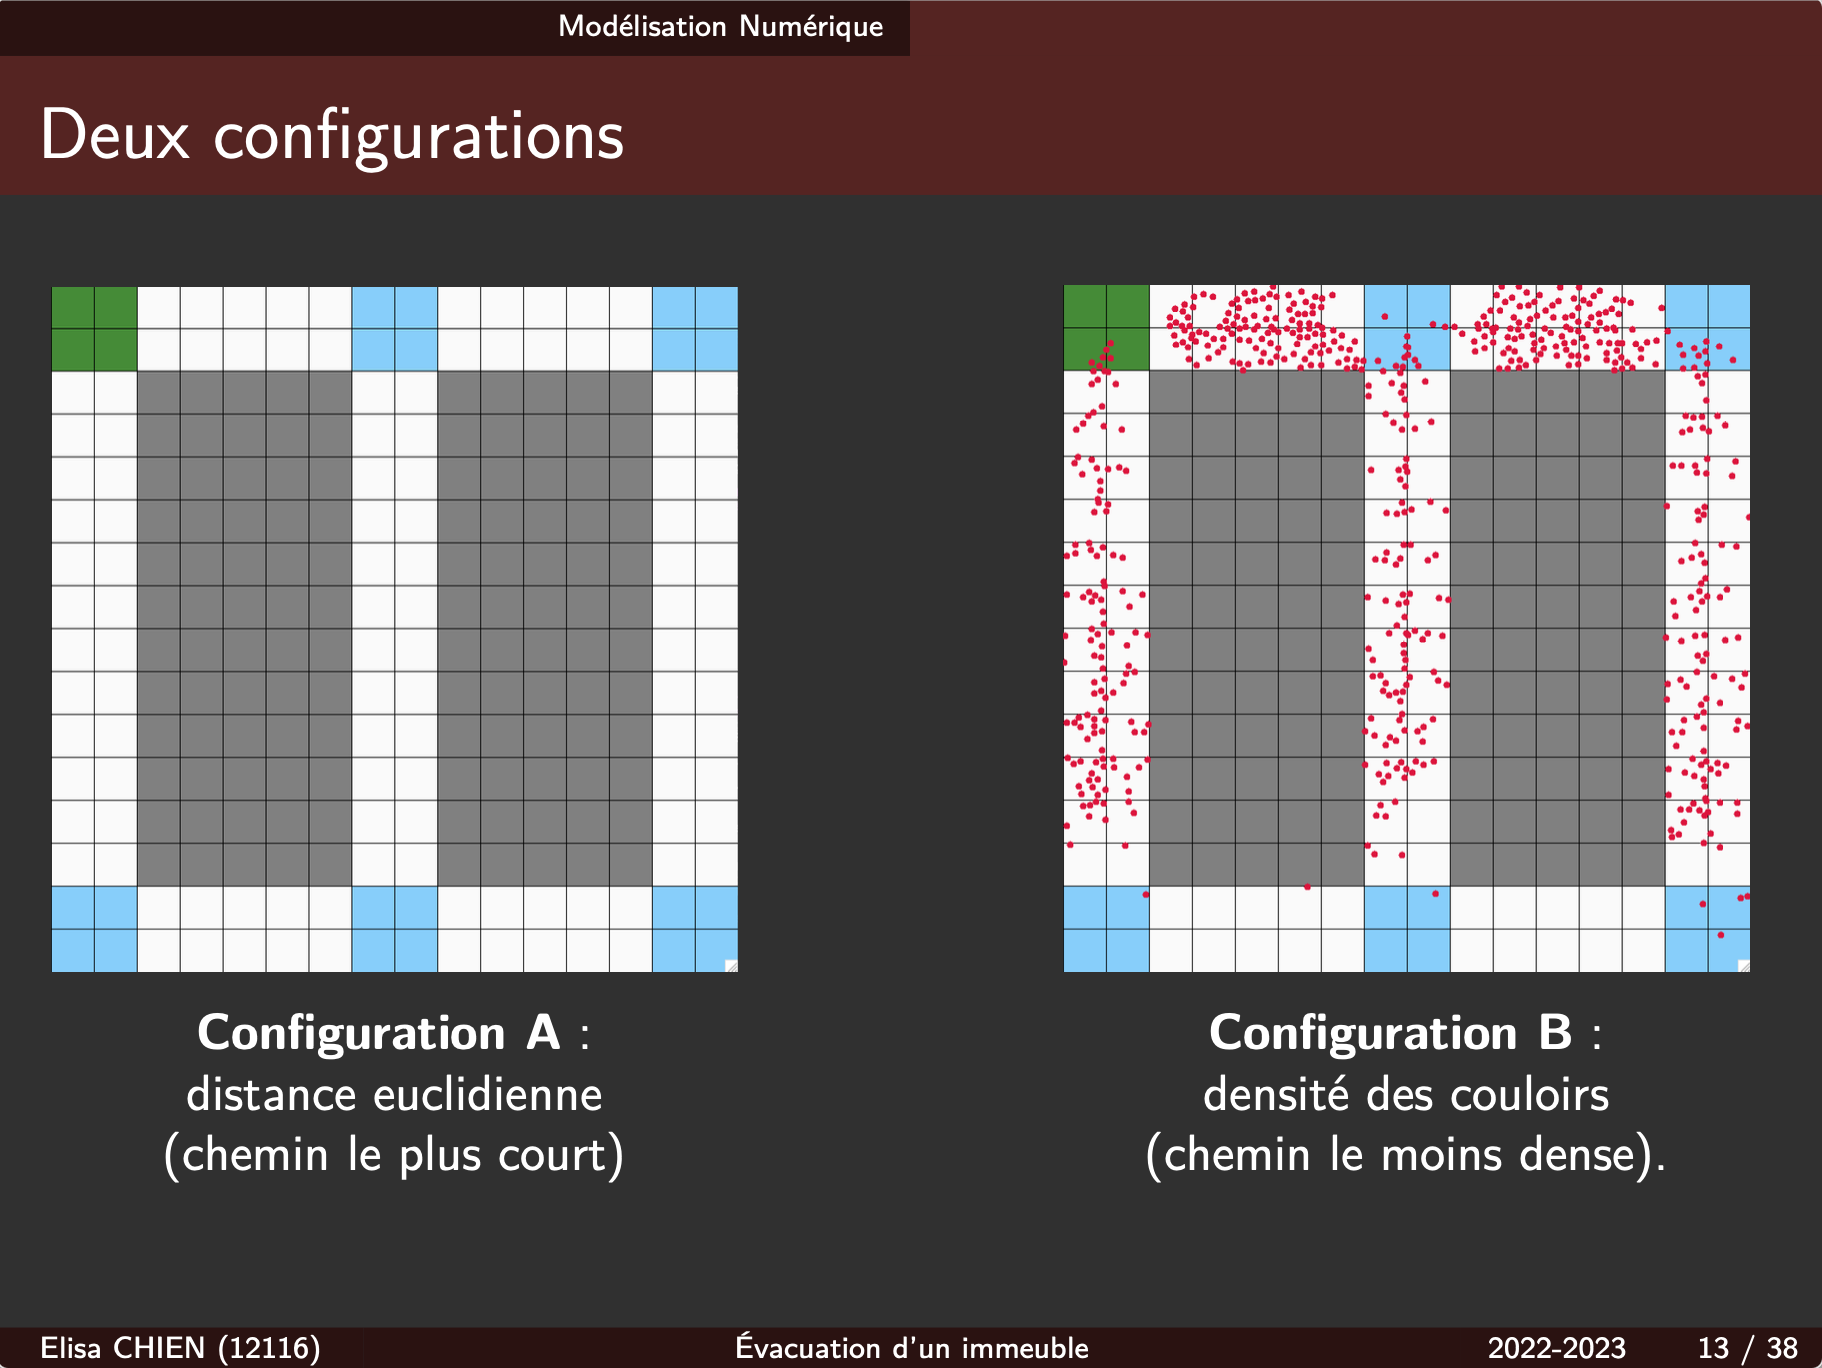 Modélisation Numérique
Deux configurations
Configuration A :
distance euclidienne
(chemin le plus court)
Configuration B :
densité des couloirs
(chemin le moins dense).
Elisa CHIEN (12116)
Évacuation d'un immeuble
2022-2023
13 / 38